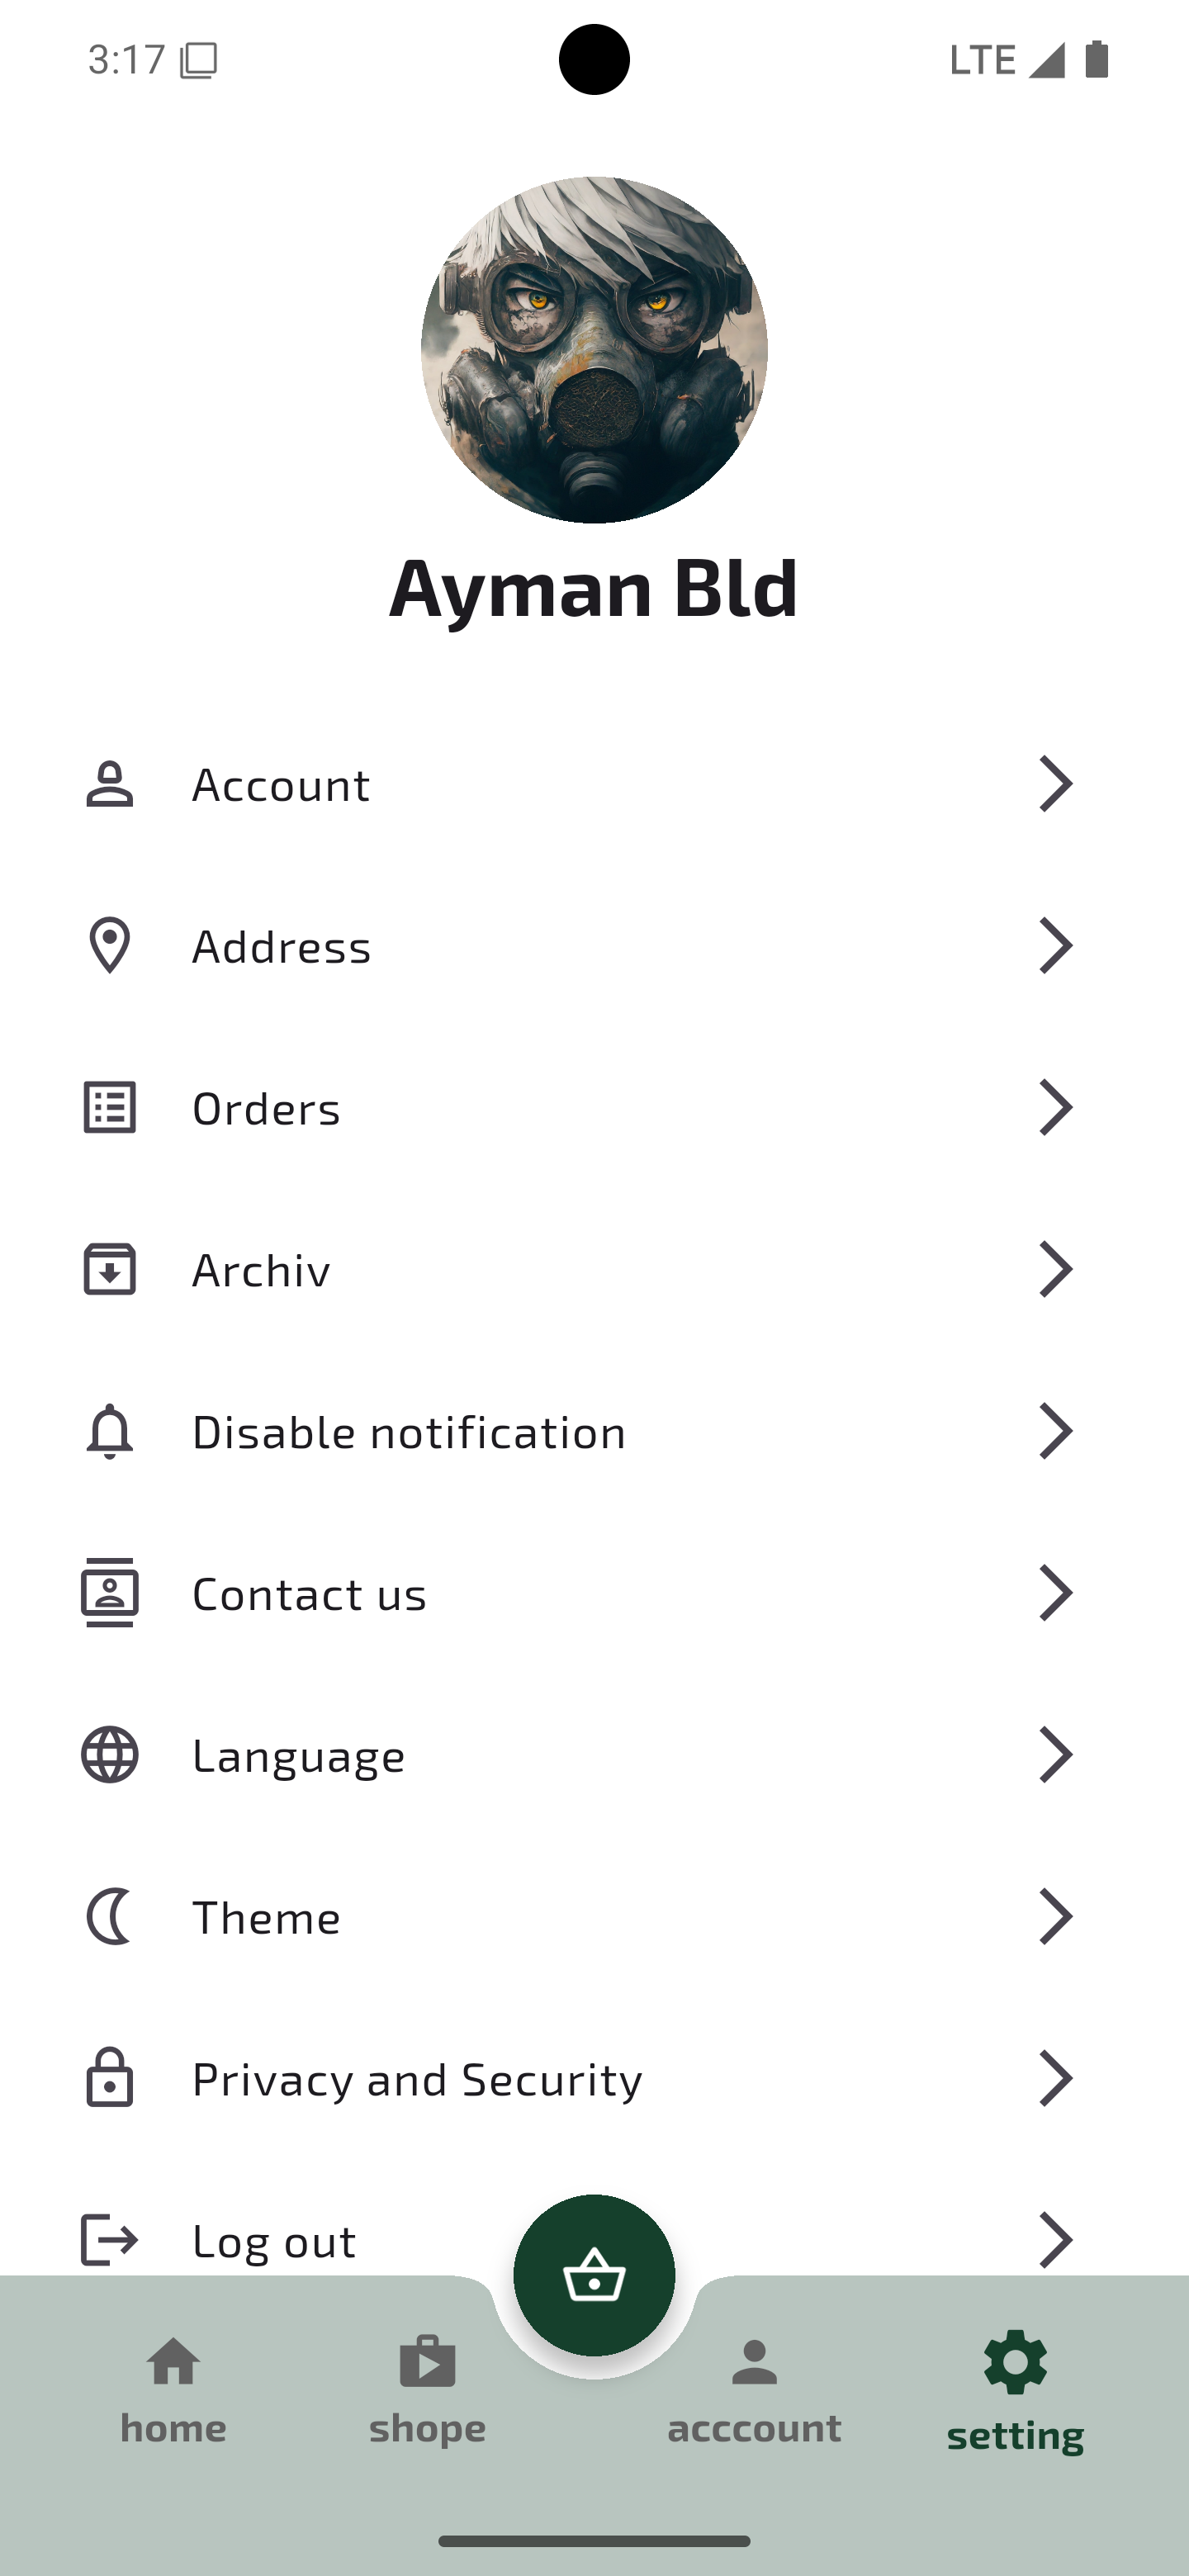 3:17
LTE
Ayman Bld
Account
Address
Orders
Archiv
Disable notification
Contact us
Language
Theme
Privacy and Security
Log out
home
shope
acccount
setting